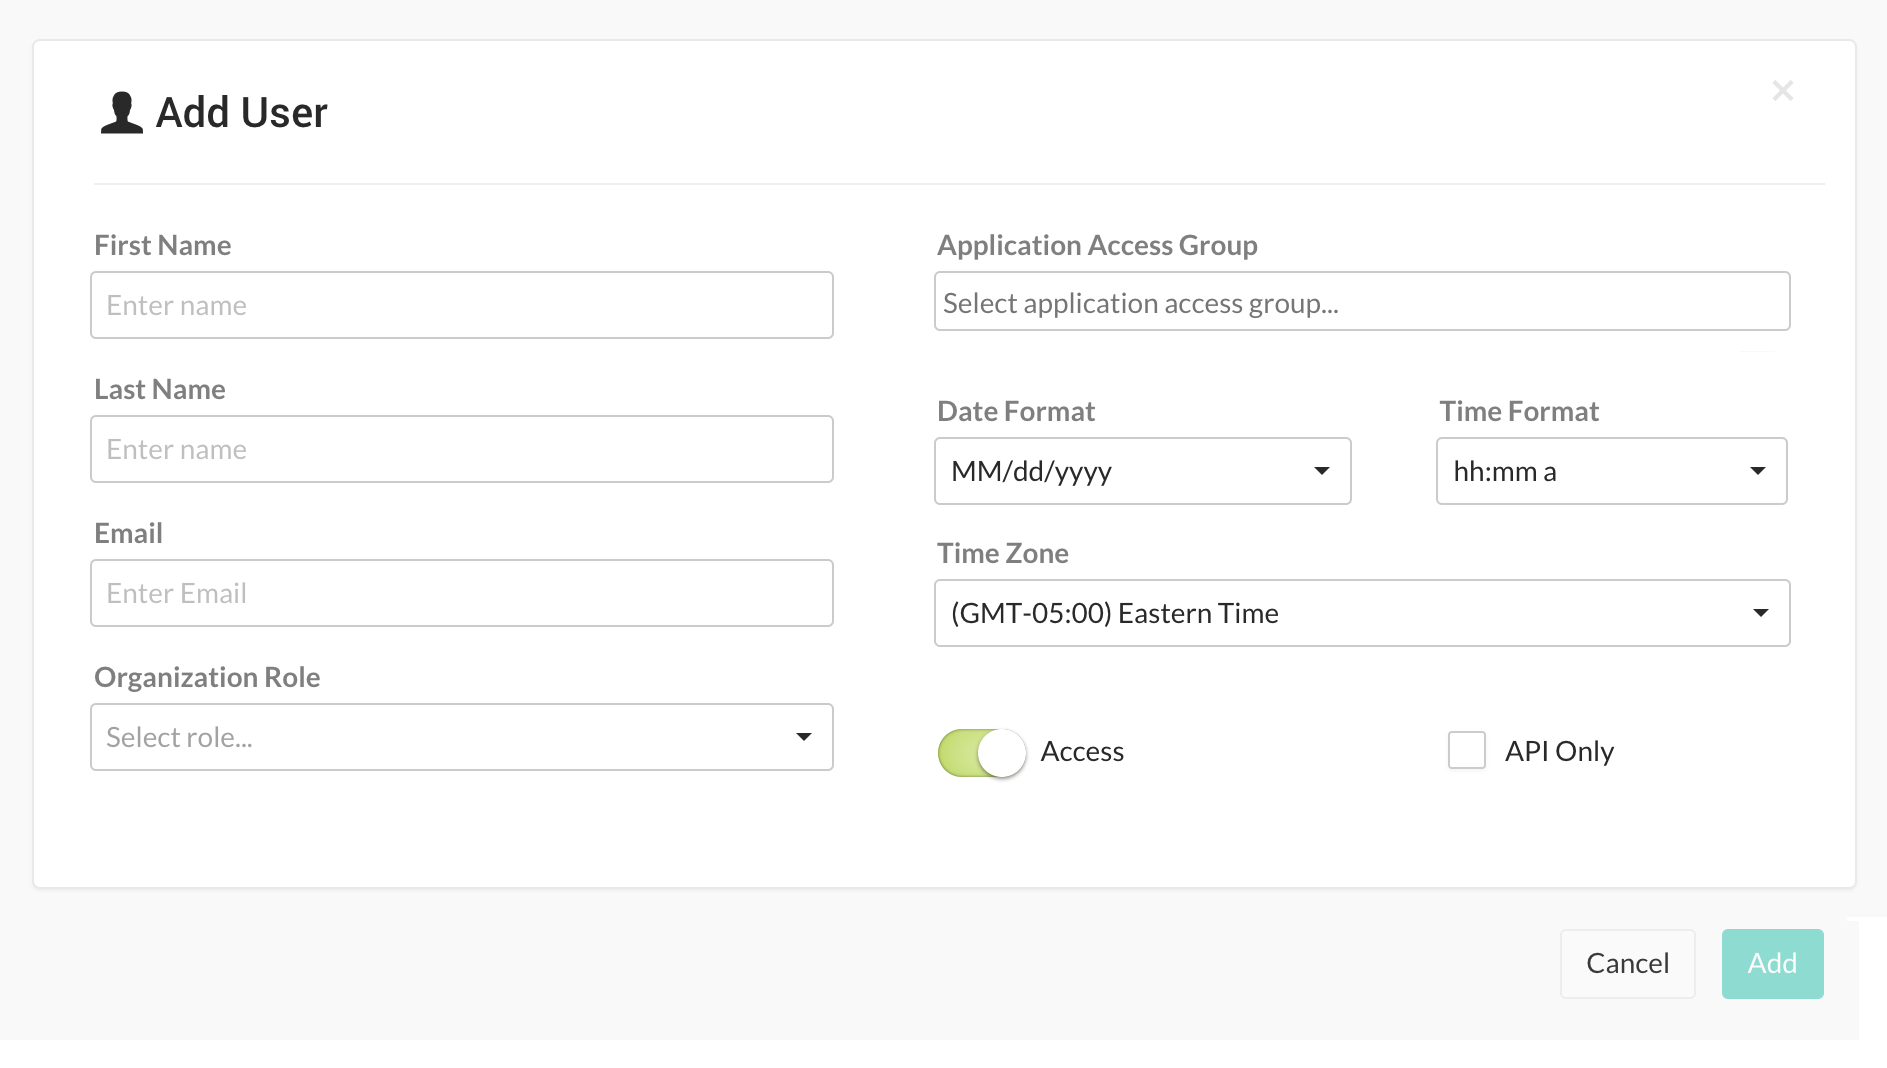 Add User
First Name
Enter name
Last Name
Enter name
Email
Enter Email
Organization Role
Select role...
Application Access Group
Select application access group...
Date Format
MM/dd/yyyy
Time Format
hh:mm a
Time Zone
(GMT-05:00) Eastern Time
Access
API Only
Cancel
Add